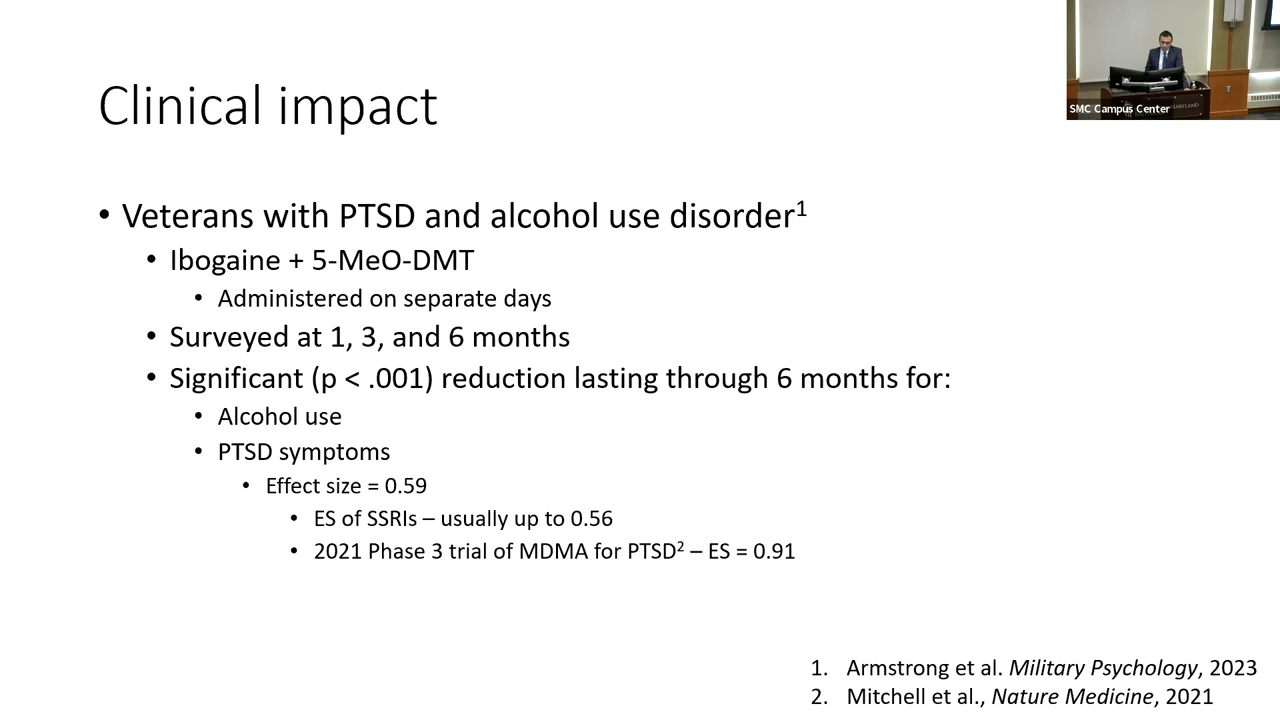 Clinical impact
• Veterans with PTSD and alcohol use disorder1
• Ibogaine + 5-MeO-DMT
• Administered on separate days
• Surveyed at 1, 3, and 6 months
• Significant (p < .001) reduction lasting through 6 months for:
• Alcohol use
• PTSD symptoms
• Effect size = 0.59
• ES of SSRIs – usually up to 0.56
• 2021 Phase 3 trial of MDMA for PTSD2 – ES = 0.91
1. Armstrong et al. Military Psychology, 2023
2. Mitchell et al., Nature Medicine, 2021
SMC Campus Center
MARYLAND